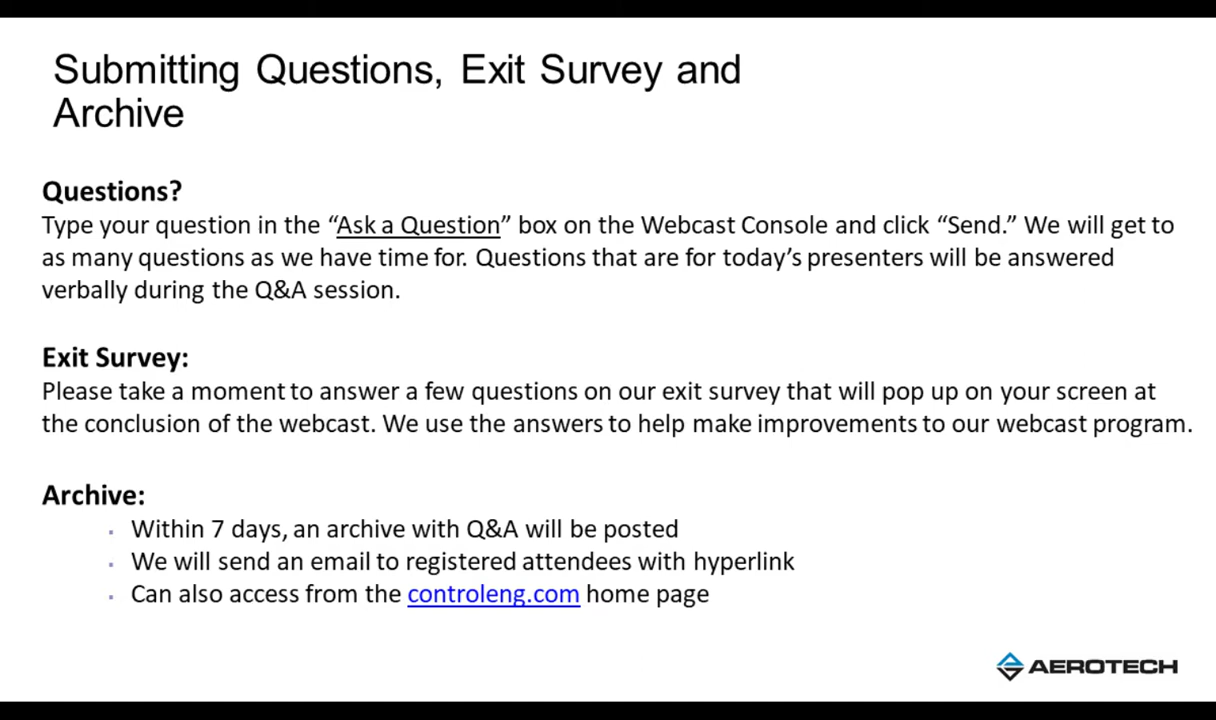 Submitting Questions, Exit Survey and
Archive
Questions?
Type your question in the “Ask a Question” box on the Webcast Console and click “Send.” We will get to
as many questions as we have time for. Questions that are for today’s presenters will be answered
verbally during the Q&A session.
Exit Survey:
Please take a moment to answer a few questions on our exit survey that will pop up on your screen at
the conclusion of the webcast. We use the answers to help make improvements to our webcast program.
Archive:
Within 7 days, an archive with Q&A will be posted
We will send an email to registered attendees with hyperlink
Can also access from the controleng.com home page
AEROTECH